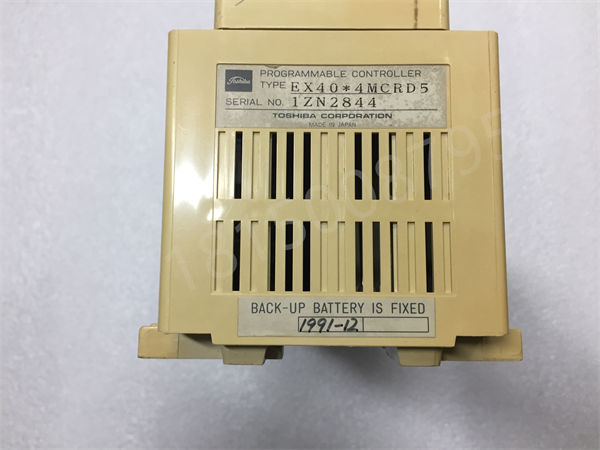 Toshiba
PROGRAMMABLE CONTROLLER
TYPE EX40*4MCRD5
SERIAL NO. 1ZN2844
TOSHIBA CORPORATION
MADE IN JAPAN
18150087953
BACK-UP BATTERY IS FIXED
1991-12